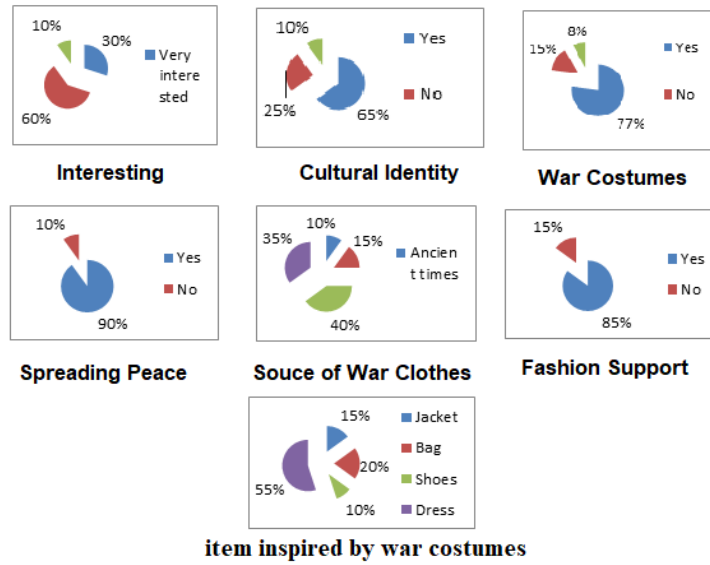 10%
30%
Very
intere
sted
60%
Interesting
10%
Yes
No
25%
65%
Cultural Identity
8%
15%
Yes
No
77%
War Costumes
10%
Yes
No
90%
Spreading Peace
10%
35%
15%
Ancien
t times
40%
Souce of War Clothes
15%
Yes
No
85%
Fashion Support
15%
Jacket
Bag
20%
Shoes
55%
10%
Dress
item inspired by war costumes